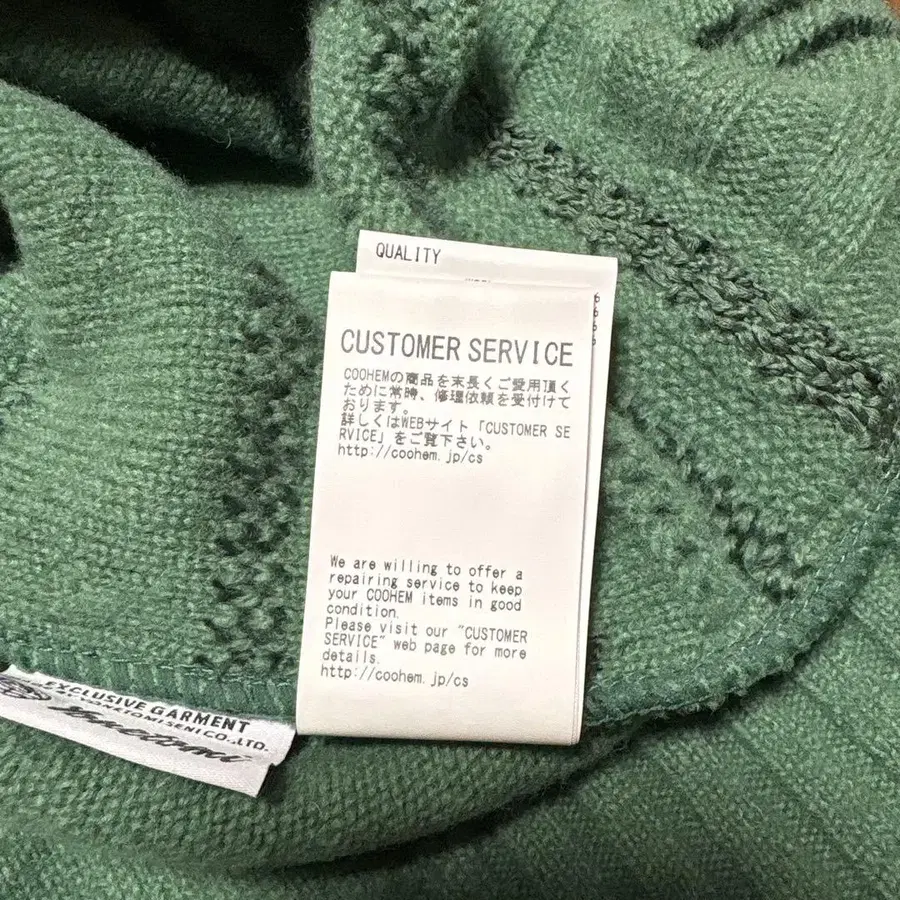 QUALITY
CUSTOMER SERVICE
COOHEMの商品を末長くご愛用頂く
ために常時、修理依頼を受付けて
おります。
詳しくはWEBサイト「CUSTOMER SE
RVICE」をご覧下さい。
http://coohem.jp/cs
We are willing to offer a
repairing service to keep
your COOHEM items in good
condition.
Please visit our "CUSTOMER
SERVICE" web page for more
details.
http://coohem.jp/cs
EXCLUSIVE GARMENT
YONETOMISENI CO.,LTD.
Yonetomi